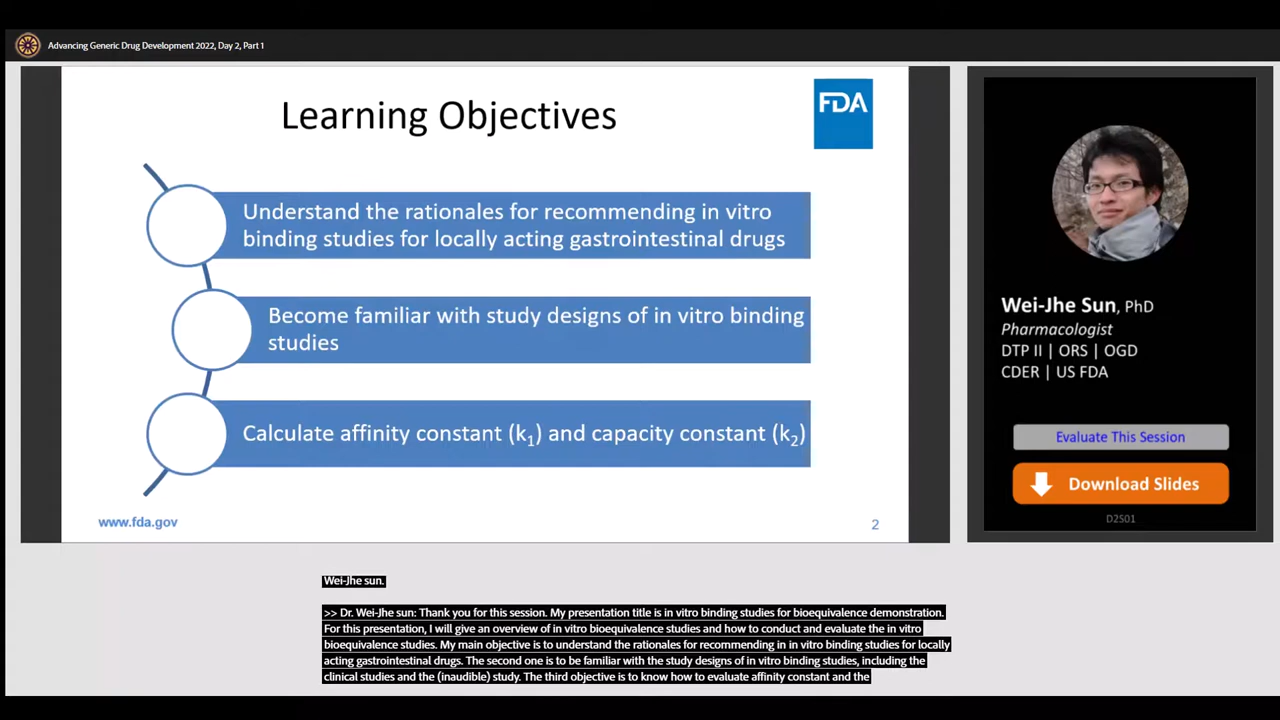 Advancing Generic Drug Development 2022, Day 2, Part 1
Learning Objectives
FDA
Understand the rationales for recommending in vitro
binding studies for locally acting gastrointestinal drugs
Become familiar with study designs of in vitro binding
studies
Calculate affinity constant (k₁) and capacity constant (k₂)
www.fda.gov
2
Wei-Jhe Sun, PhD
Pharmacologist
DTP II | ORS | OGD
CDER | US FDA
Evaluate This Session
Download Slides
D2S01
Wei-Jhe sun.
>> Dr. Wei-Jhe sun: Thank you for this session. My presentation title is in vitro binding studies for bioequivalence demonstration.
For this presentation, I will give an overview of in vitro bioequivalence studies and how to conduct and evaluate the in vitro
bioequivalence studies. My main objective is to understand the rationales for recommending in in vitro binding studies for locally
acting gastrointestinal drugs. The second one is to be familiar with the study designs of in vitro binding studies, including the
clinical studies and the (inaudible) study. The third objective is to know how to evaluate affinity constant and the